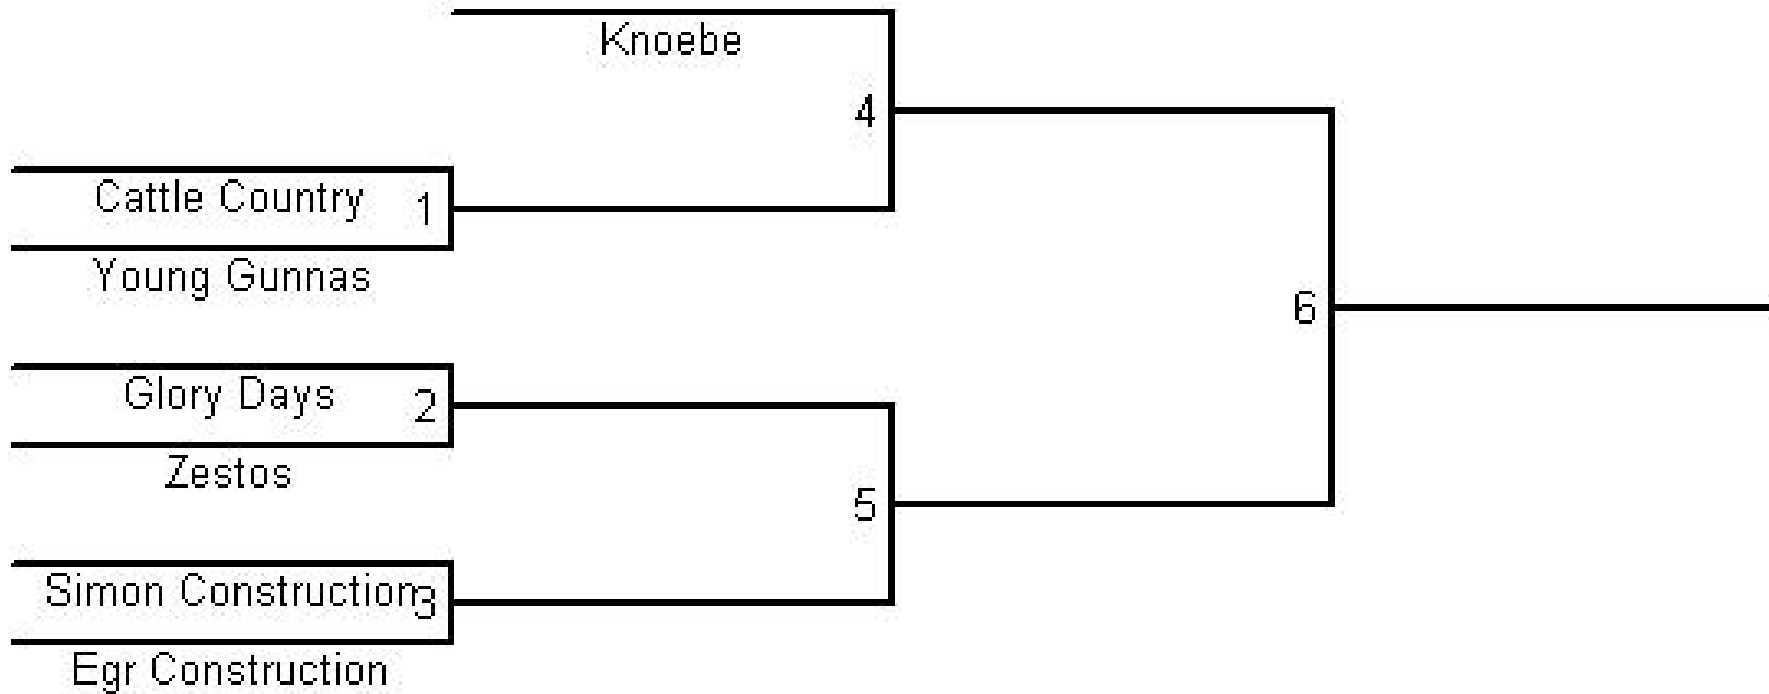 Knoebe
4
Cattle Country 1
Young Gunnas
6
Glory Days 2
Zestos
5
Simon Construction 3
Egr Construction